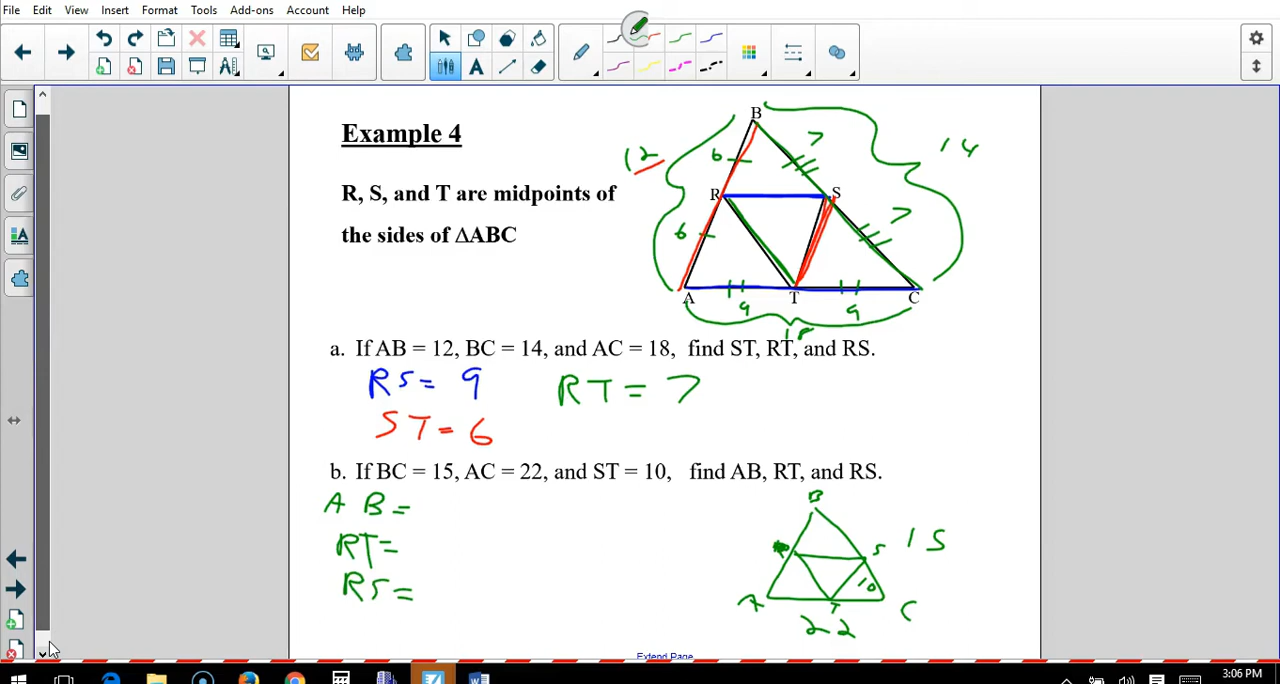 File Edit View Insert Format Tools Add-ons Account Help
Example 4
R, S, and T are midpoints of
the sides of ΔABC
B
12 6 7 14
R S
6 7
A T C
9 9
18
a. If AB = 12, BC = 14, and AC = 18, find ST, RT, and RS.
RS = 9 RT = 7
ST = 6
b. If BC = 15, AC = 22, and ST = 10, find AB, RT, and RS.
AB =
RT =
RS =
B
S 15
10
A T C
22
Extend Page
3:06 PM